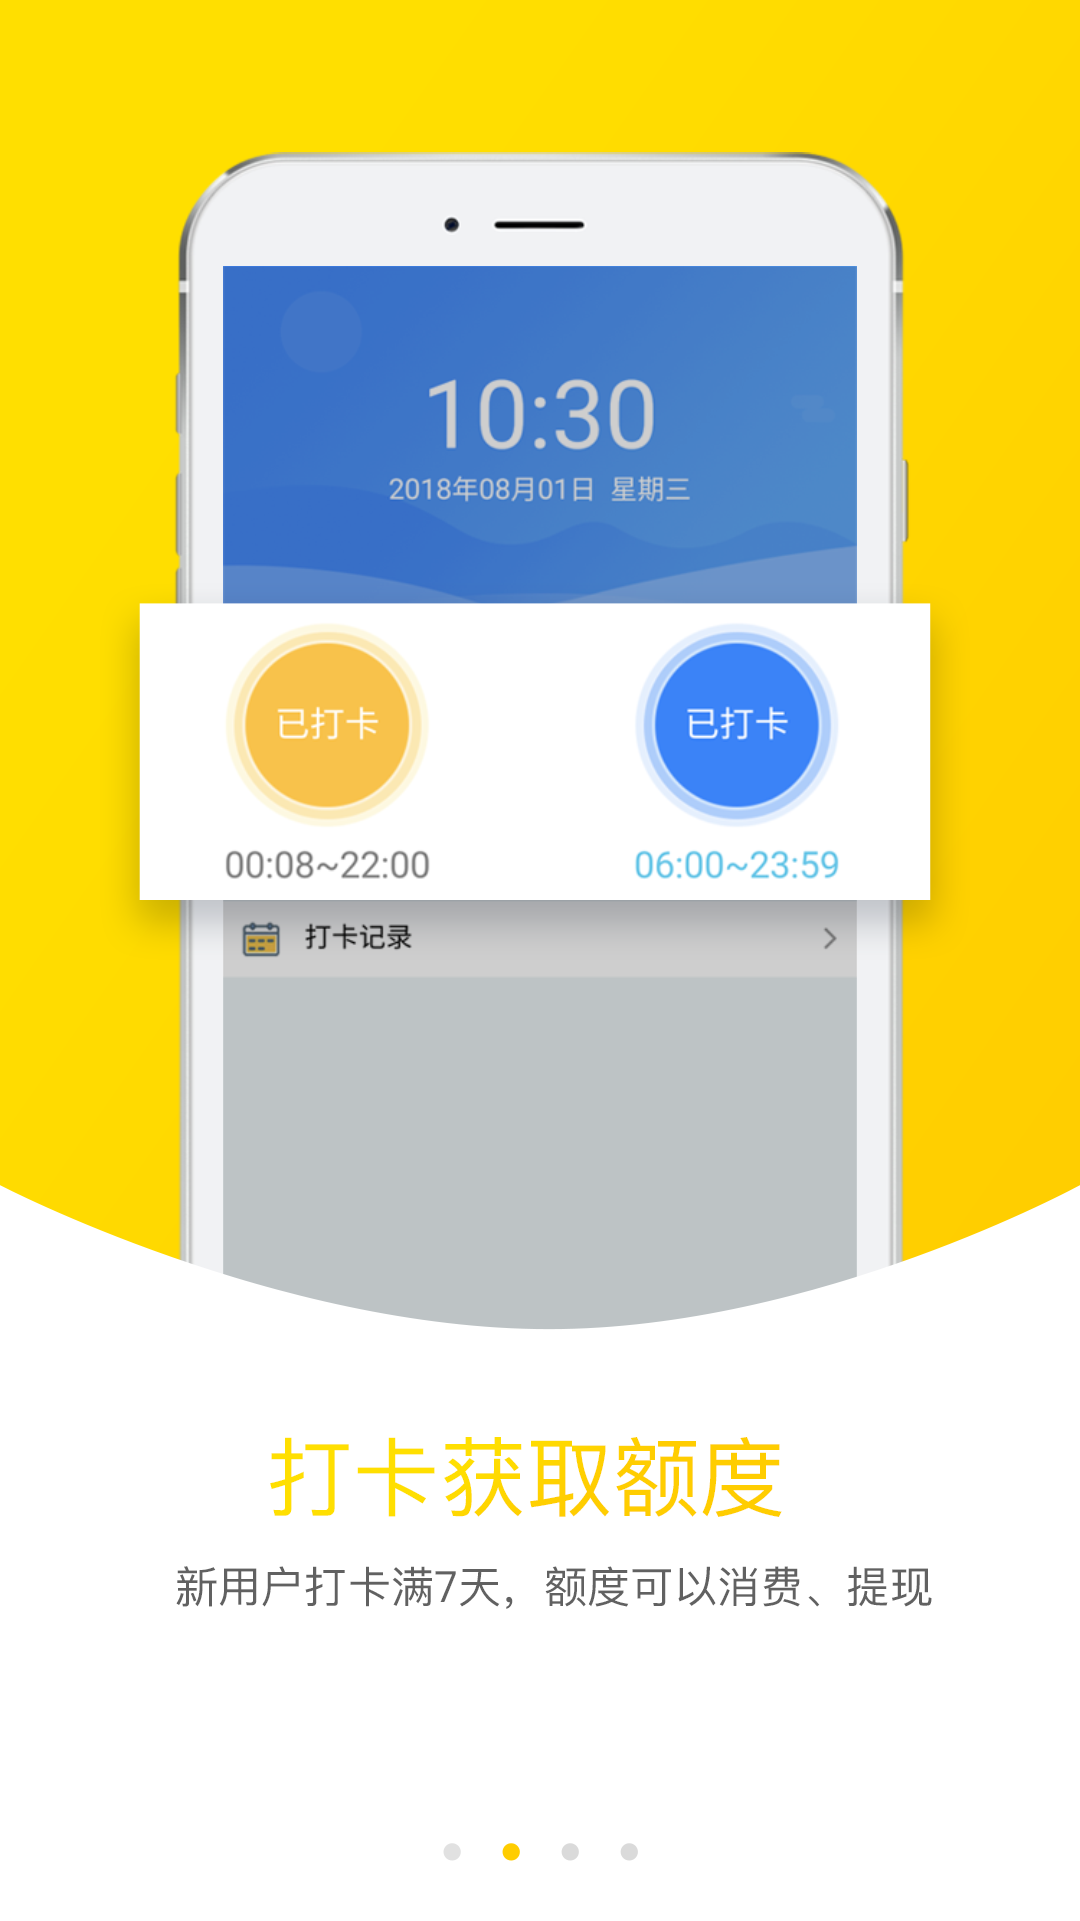 10:30
2018年08月01日 星期三
已打卡 已打卡
00:08~22:00 06:00~23:59
打卡记录
打卡获取额度
新用户打卡满7天，额度可以消费、提现